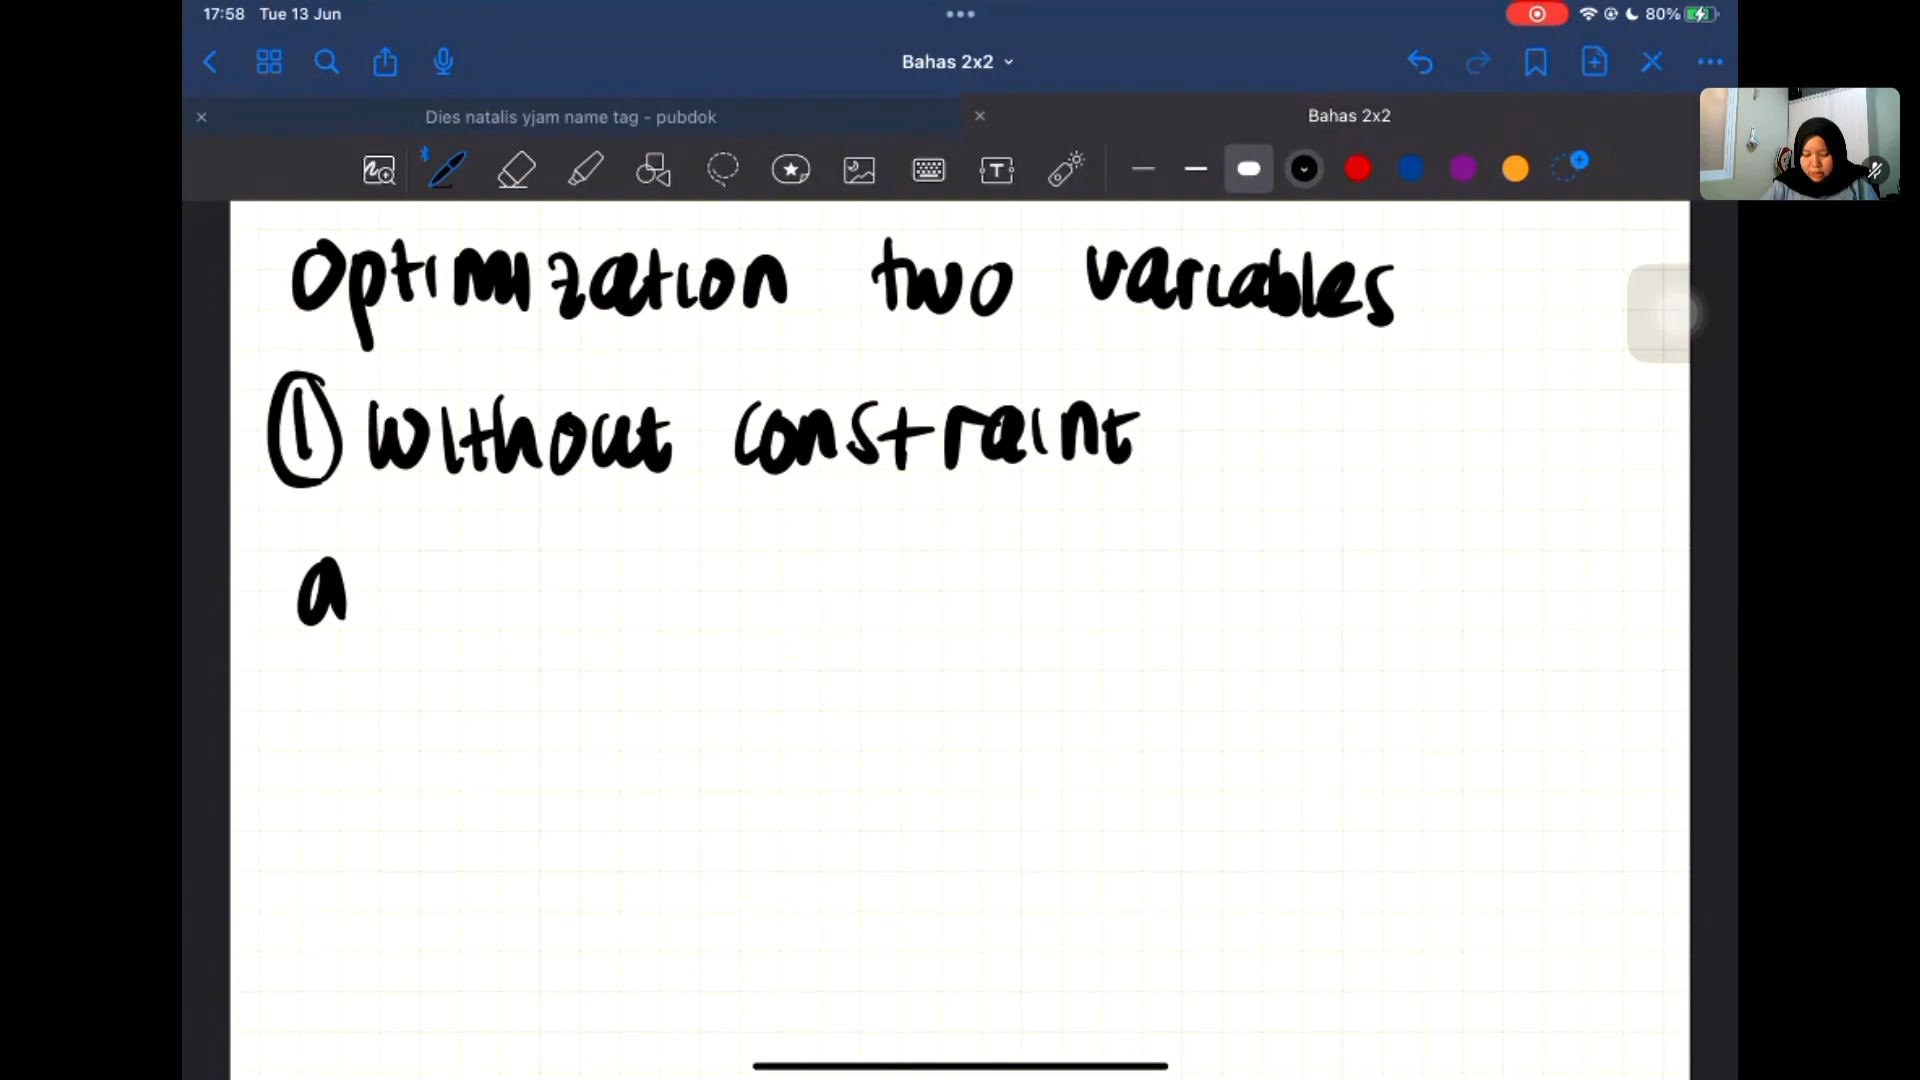 17:58 Tue 13 Jun
80%
Bahas 2x2
Dies natalis yjam name tag - pubdok
Bahas 2x2
T
Optimization two variables
① without constraint
a